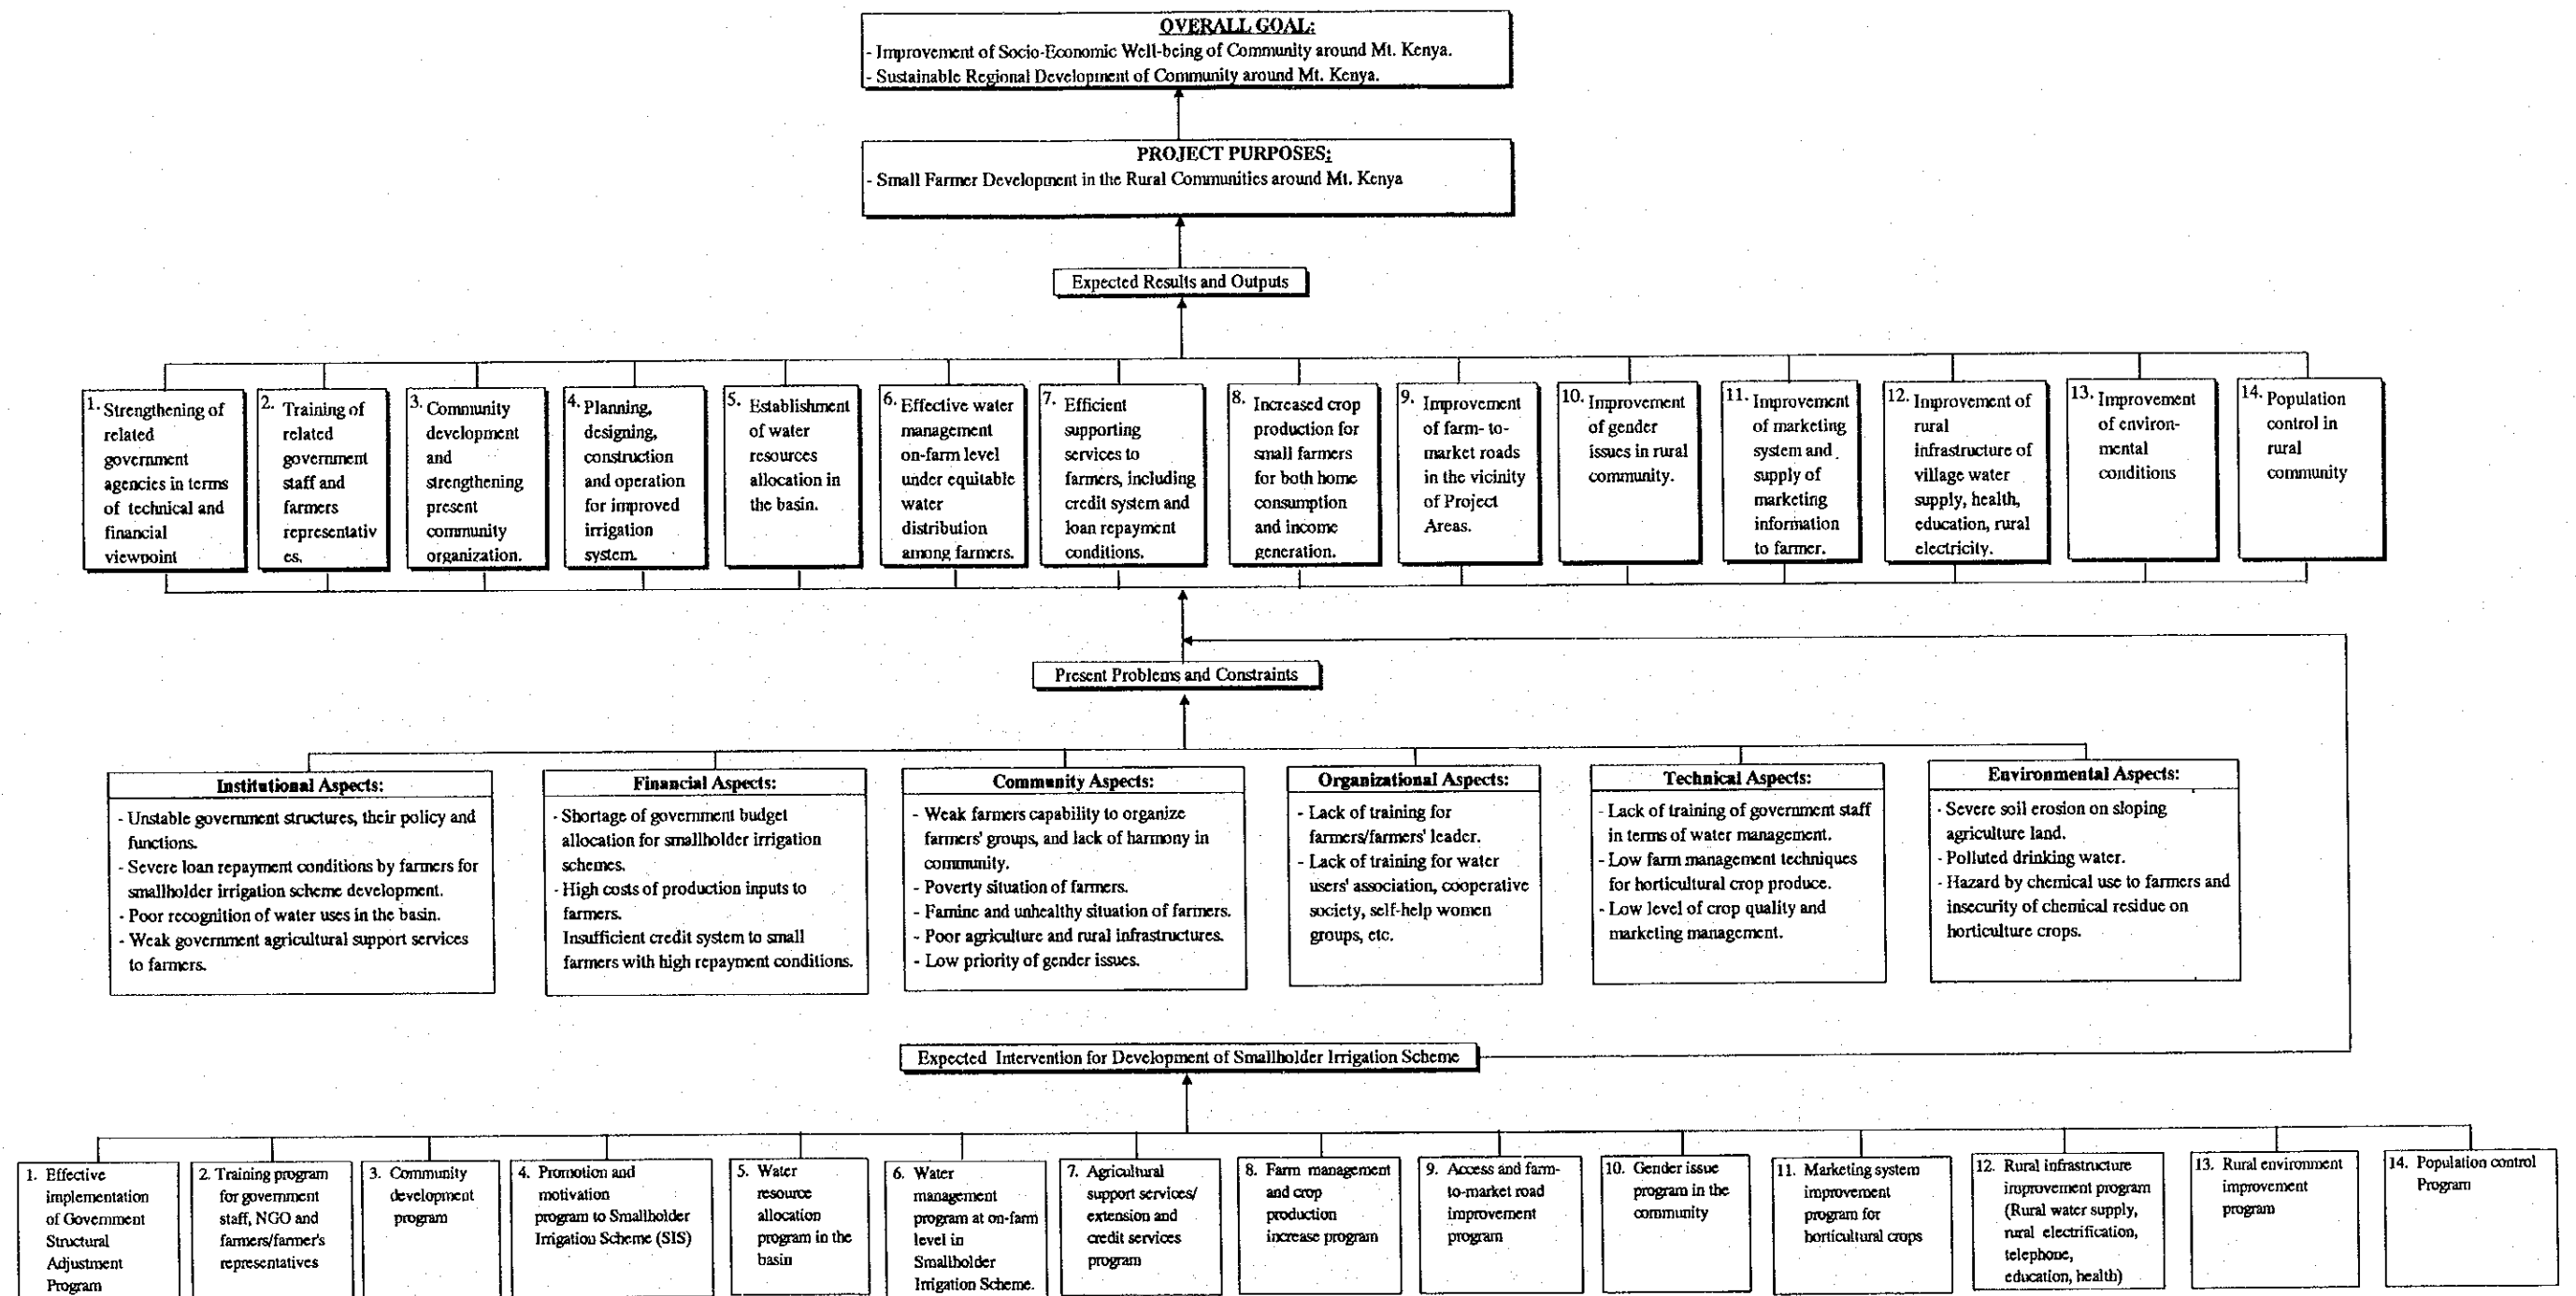 OVERALL GOAL:
- Improvement of Socio-Economic Well-being of Community around Mt. Kenya.
- Sustainable Regional Development of Community around Mt. Kenya.
PROJECT PURPOSES:
- Small Farmer Development in the Rural Communities around Mt. Kenya
Expected Results and Outputs
1. Strengthening of
related
government
agencies in terms
of technical and
financial
viewpoint
2. Training of
related
government
staff and
farmers
representativ
es.
3. Community
development
and
strengthening
present
community
organization.
4. Planning,
designing,
construction
and operation
for improved
irrigation
system.
5. Establishment
of water
resources
allocation in
the basin.
6. Effective water
management
on-farm level
under equitable
water
distribution
among farmers.
7. Efficient
supporting
services to
farmers, including
credit system and
loan repayment
conditions.
8. Increased crop
production for
small farmers
for both home
consumption
and income
generation.
9. Improvement
of farm- to-
market roads
in the vicinity
of Project
Areas.
10. Improvement
of gender
issues in rural
community.
11. Improvement
of marketing
system and
supply of
marketing
information
to farmer.
12. Improvement of
rural
infrastructure of
village water
supply, health,
education, rural
electricity.
13. Improvement
of environ-
mental
conditions
14. Population
control in
rural
community
Present Problems and Constraints
Institutional Aspects:
- Unstable government structures, their policy and
functions.
- Severe loan repayment conditions by farmers for
smallholder irrigation scheme development.
- Poor recognition of water uses in the basin.
- Weak government agricultural support services
to farmers.
Financial Aspects:
- Shortage of government budget
allocation for smallholder irrigation
schemes.
- High costs of production inputs to
farmers.
Insufficient credit system to small
farmers with high repayment conditions.
Community Aspects:
- Weak farmers capability to organize
farmers' groups, and lack of harmony in
community.
- Poverty situation of farmers.
- Famine and unhealthy situation of farmers.
- Poor agriculture and rural infrastructures.
- Low priority of gender issues.
Organizational Aspects:
- Lack of training for
farmers/farmers' leader.
- Lack of training for water
users' association, cooperative
society, self-help women
groups, etc.
Technical Aspects:
- Lack of training of government staff
in terms of water management.
- Low farm management techniques
for horticultural crop produce.
- Low level of crop quality and
marketing management.
Environmental Aspects:
- Severe soil erosion on sloping
agriculture land.
- Polluted drinking water.
- Hazard by chemical use to farmers and
insecurity of chemical residue on
horticulture crops.
Expected Intervention for Development of Smallholder Irrigation Scheme
1. Effective
implementation
of Government
Structural
Adjustment
Program
2. Training program
for government
staff, NGO and
farmers/farmer's
representatives
3. Community
development
program
4. Promotion and
motivation
program to Smallholder
Irrigation Scheme (SIS)
5. Water
resource
allocation
program in the
basin
6. Water
management
program at on-farm
level in
Smallholder
Irrigation Scheme.
7. Agricultural
support services/
extension and
credit services
program
8. Farm management
and crop
production
increase program
9. Access and farm-
to-market road
improvement
program
10. Gender issue
program in the
community
11. Marketing system
improvement
program for
horticultural crops
12. Rural infrastructure
improvement program
(Rural water supply,
rural electrification,
telephone,
education, health)
13. Rural environment
improvement
program
14. Population control
Program